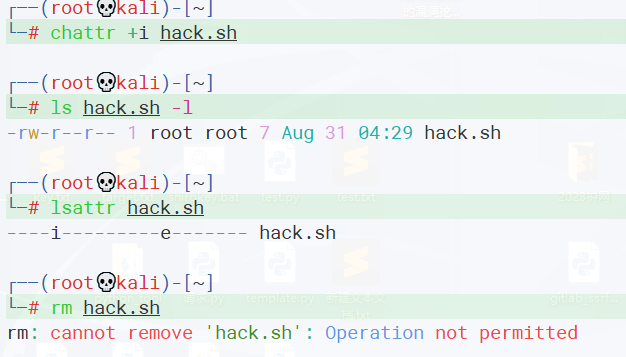 ┌──(root💀kali)-[~]
└─# chattr +i hack.sh
┌──(root💀kali)-[~]
└─# ls hack.sh -l
-rw-r--r-- 1 root root 7 Aug 31 04:29 hack.sh
┌──(root💀kali)-[~]
└─# lsattr hack.sh
----i---------e------- hack.sh
┌──(root💀kali)-[~]
└─# rm hack.sh
rm: cannot remove 'hack.sh': Operation not permitted